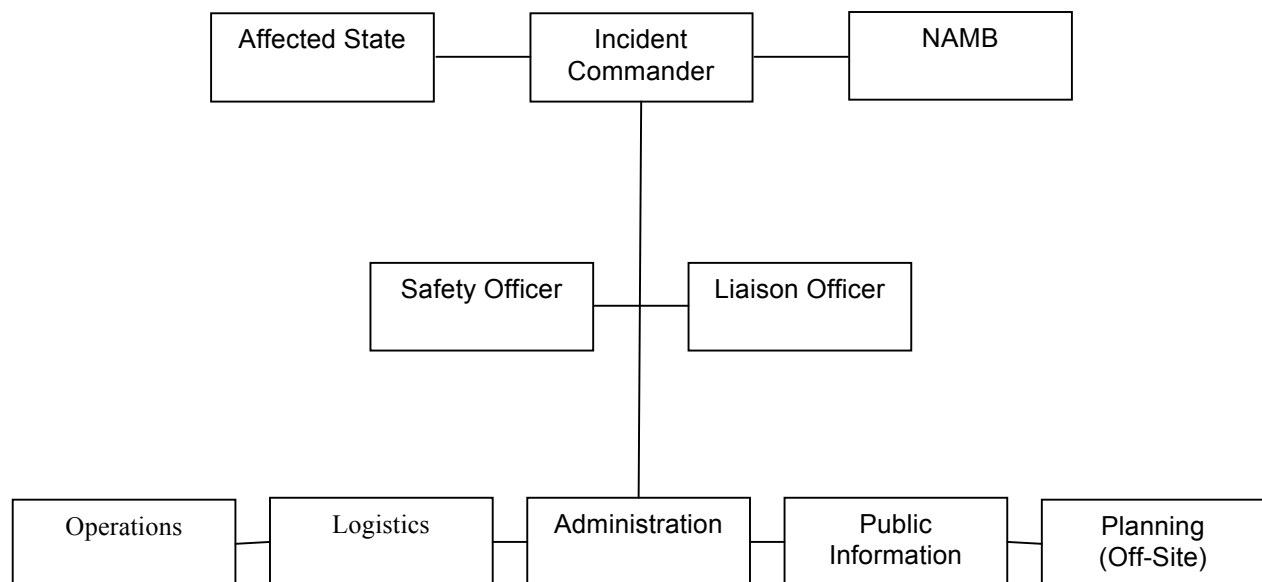 Affected State
Incident
Commander
NAMB
Safety Officer
Liaison Officer
Operations
Logistics
Administration
Public
Information
Planning
(Off-Site)